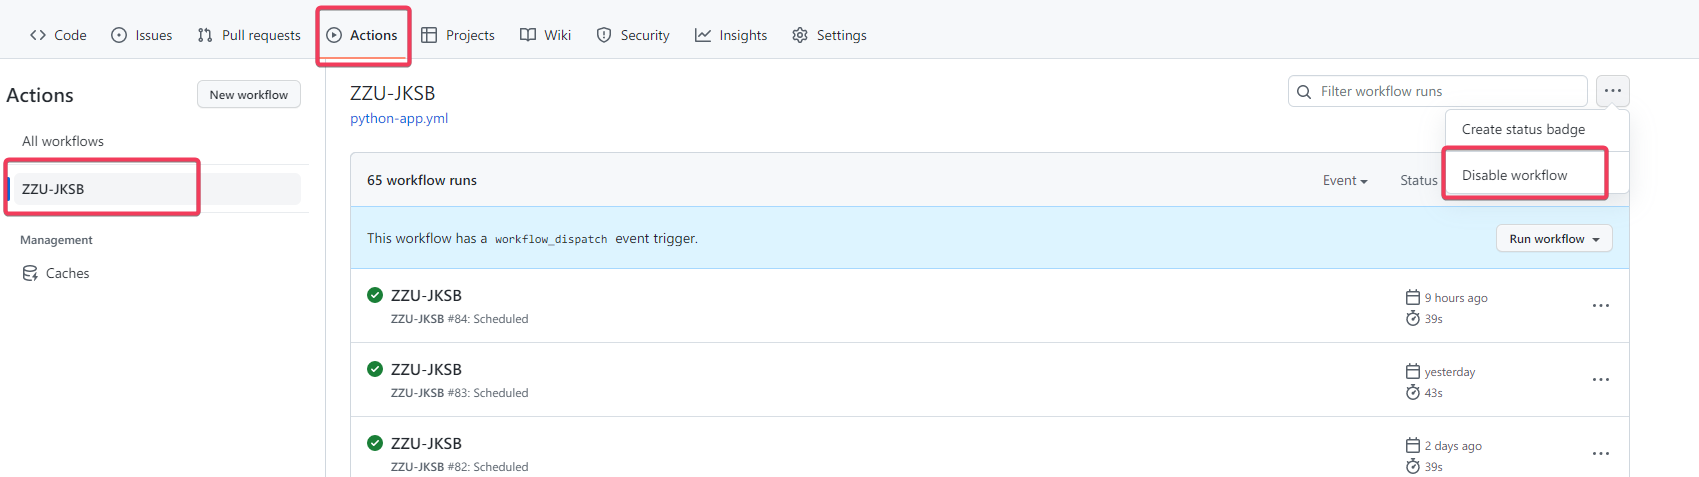 Code Issues Pull requests Actions Projects Wiki Security Insights Settings
Actions New workflow
All workflows
ZZU-JKSB
Management
Caches
ZZU-JKSB
python-app.yml
Filter workflow runs ...
Create status badge
Disable workflow
65 workflow runs Event Status
This workflow has a workflow_dispatch event trigger. Run workflow
ZZU-JKSB 9 hours ago ...
ZZU-JKSB #84: Scheduled 39s
ZZU-JKSB yesterday ...
ZZU-JKSB #83: Scheduled 43s
ZZU-JKSB 2 days ago ...
ZZU-JKSB #82: Scheduled 39s